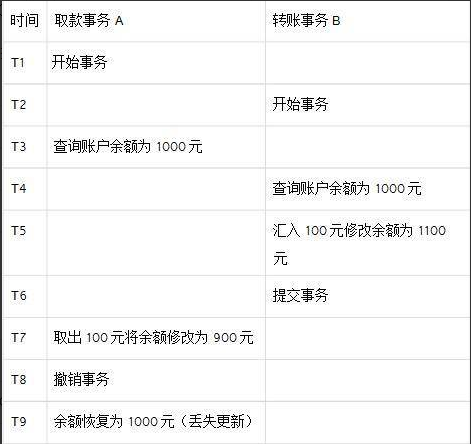 时间 取款事务 A 转账事务 B
T1 开始事务
T2 开始事务
T3 查询账户余额为 1000 元
T4 查询账户余额为 1000 元
T5 汇入 100 元修改余额为 1100
元
T6 提交事务
T7 取出 100 元将余额修改为 900 元
T8 撤销事务
T9 余额恢复为 1000 元（丢失更新）